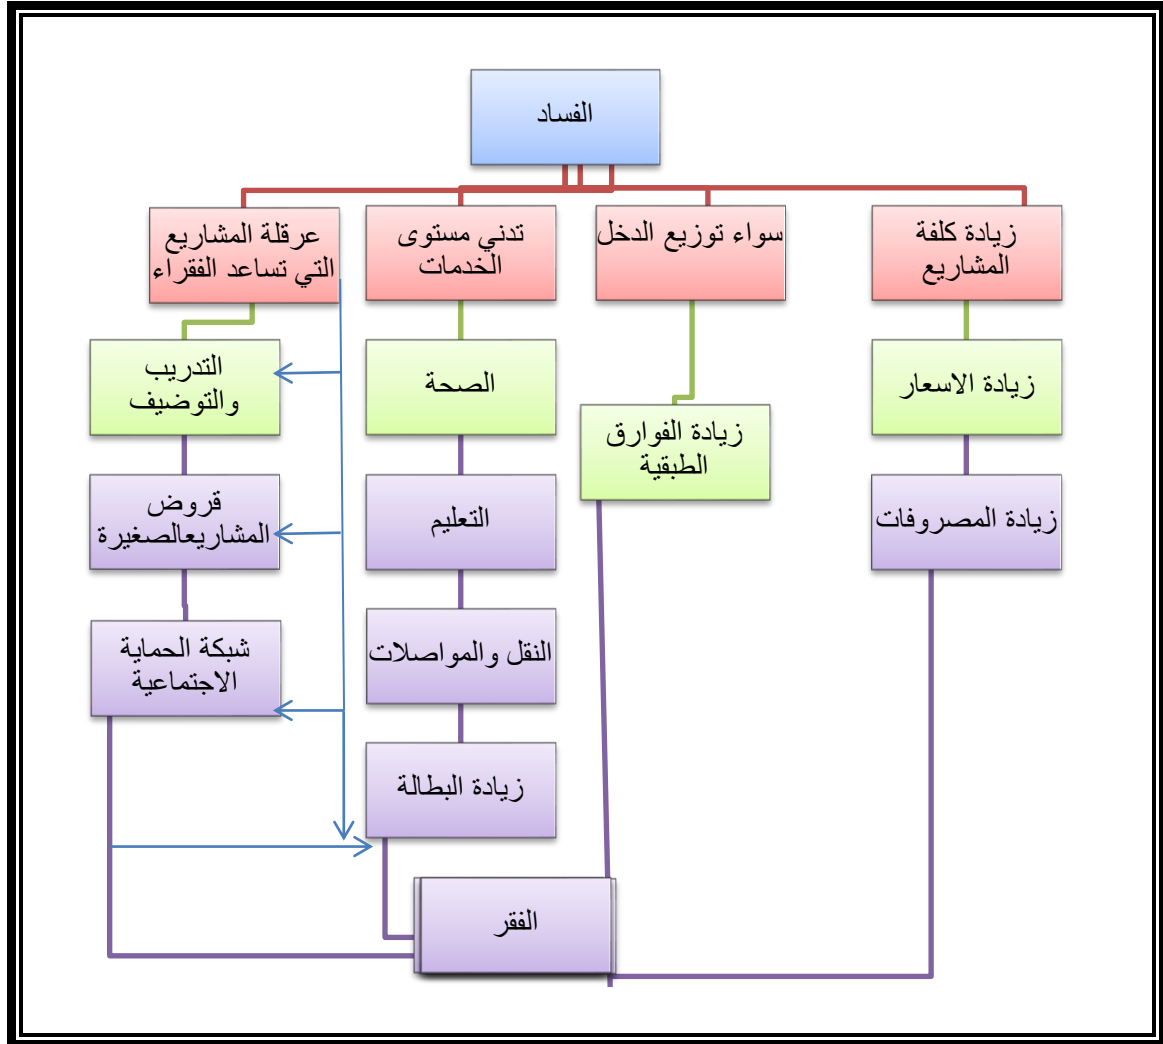 الفساد
زيادة كلفة
المشاريع
سواء توزيع الدخل
تدني مستوى
الخدمات
عرقلة المشاريع
التي تساعد الفقراء
زيادة الاسعار
زيادة الفوارق
الطبقية
الصحة
التدريب
والتوضيف
زيادة المصروفات
التعليم
قروض
المشاريعالصغيرة
النقل والمواصلات
شبكة الحماية
الاجتماعية
زيادة البطالة
الفقر